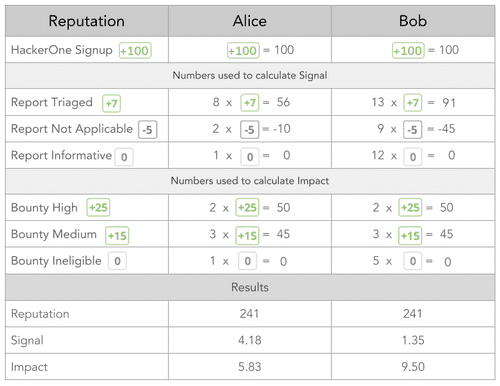 Reputation Alice Bob
HackerOne Signup +100 +100 = 100 +100 = 100
Numbers used to calculate Signal
Report Triaged +7 8 x +7 = 56 13 x +7 = 91
Report Not Applicable -5 2 x -5 = -10 9 x -5 = -45
Report Informative 0 1 x 0 = 0 12 x 0 = 0
Numbers used to calculate Impact
Bounty High +25 2 x +25 = 50 2 x +25 = 50
Bounty Medium +15 3 x +15 = 45 3 x +15 = 45
Bounty Ineligible 0 1 x 0 = 0 5 x 0 = 0
Results
Reputation 241 241
Signal 4.18 1.35
Impact 5.83 9.50